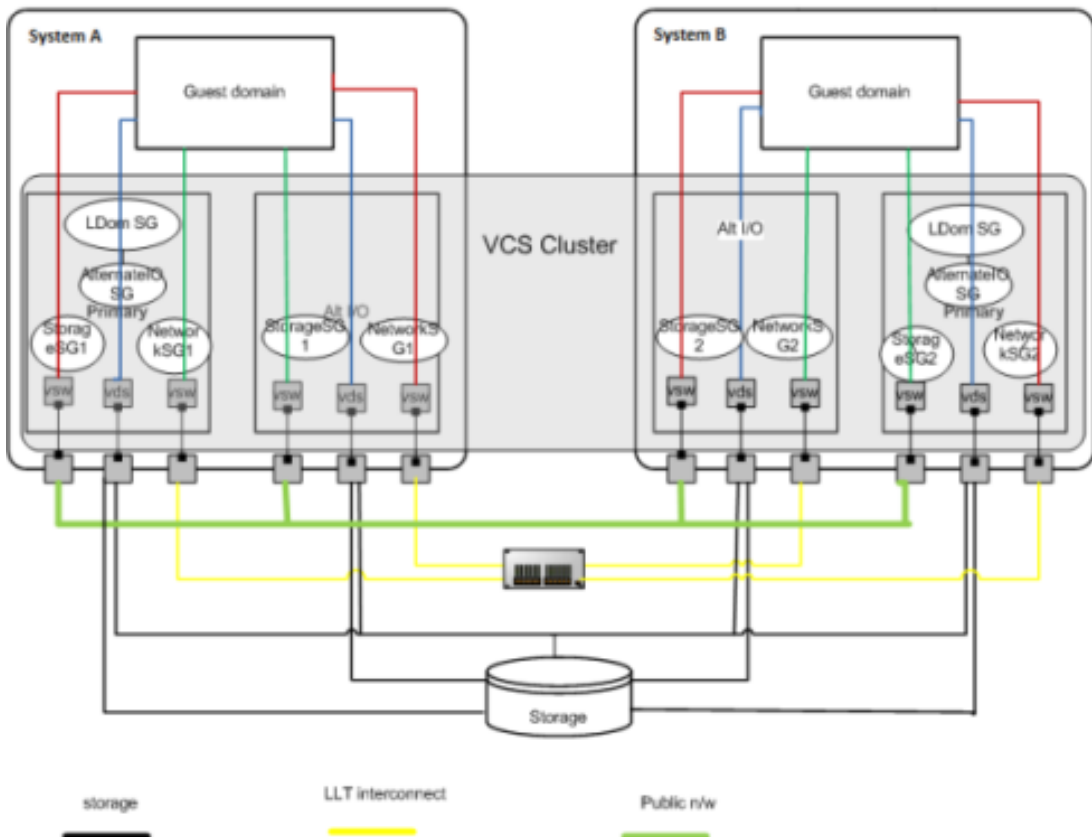 System A
System B
Guest domain
Guest domain
VCS Cluster
LDom SG
AlternateIO
SG
Primary
Storag
eSG1
Networ
kSG1
vsw
vds
vsw
Alt I/O
StorageSG
1
NetworkS
G1
vsw
vds
vsw
Alt I/O
StorageSG
2
NetworkS
G2
vsw
vds
vsw
LDom SG
AlternateIO
SG
Primary
Storag
eSG2
Networ
kSG2
vsw
vds
vsw
Storage
storage
LLT interconnect
Public n/w